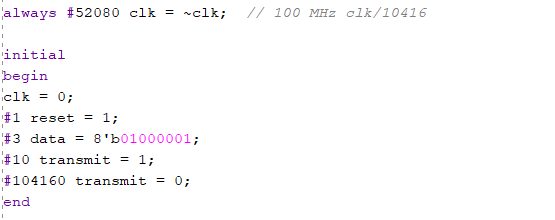 always #52080 clk = ~clk;  // 100 MHz clk/10416
initial
begin
clk = 0;
#1 reset = 1;
#3 data = 8'b01000001;
#10 transmit = 1;
#104160 transmit = 0;
end